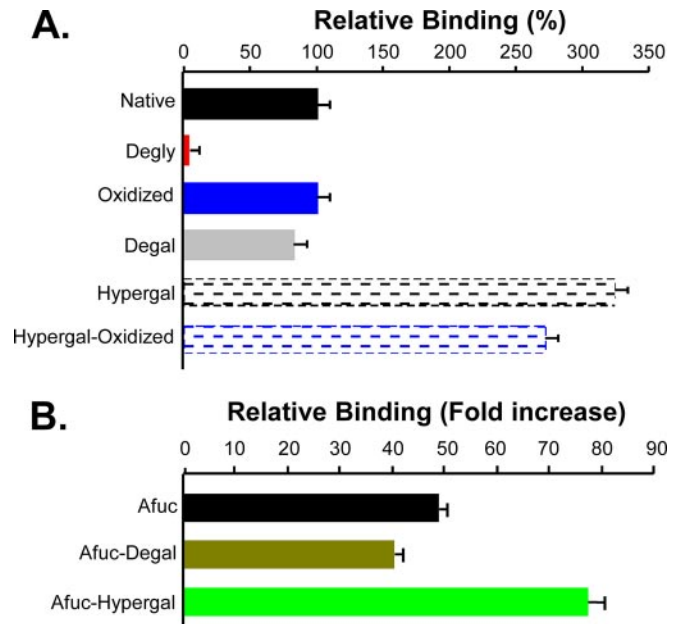 A.
Relative Binding (%)
0 50 100 150 200 250 300 350
Native
Degly
Oxidized
Degal
Hypergal
Hypergal-Oxidized
B.
Relative Binding (Fold increase)
0 10 20 30 40 50 60 70 80 90
Afuc
Afuc-Degal
Afuc-Hypergal